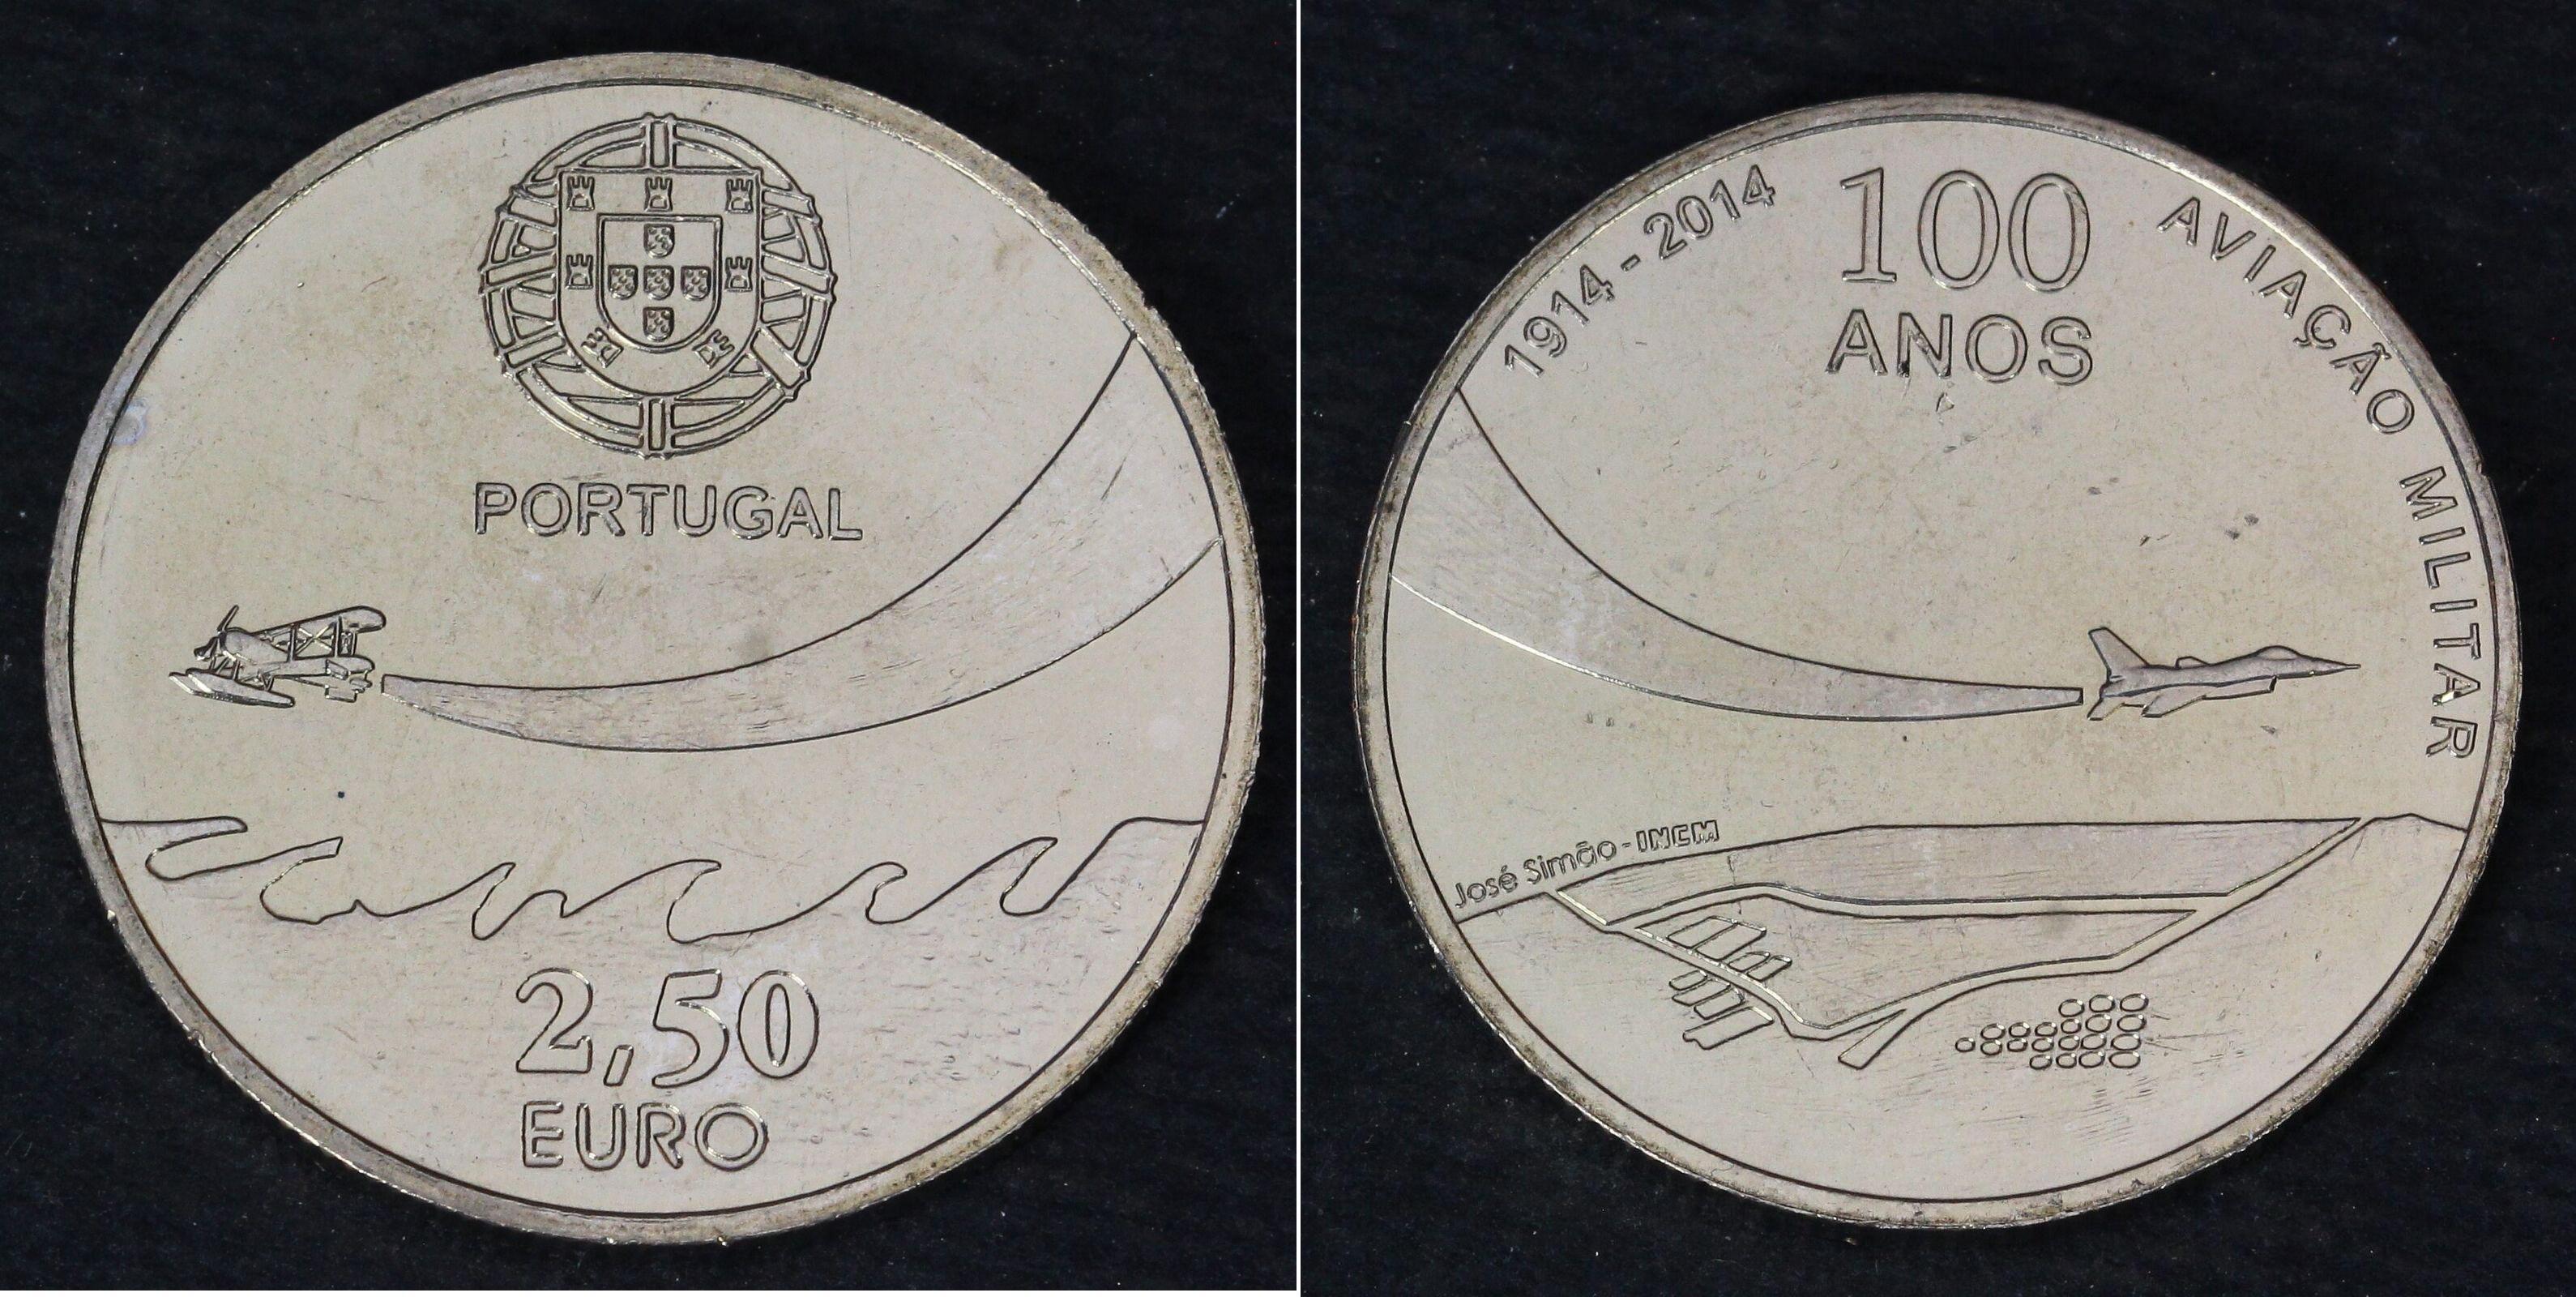 PORTUGAL
2,50
EURO
1914 - 2014
100
ANOS
AVIAÇÃO MILITAR
José Simão - INCM